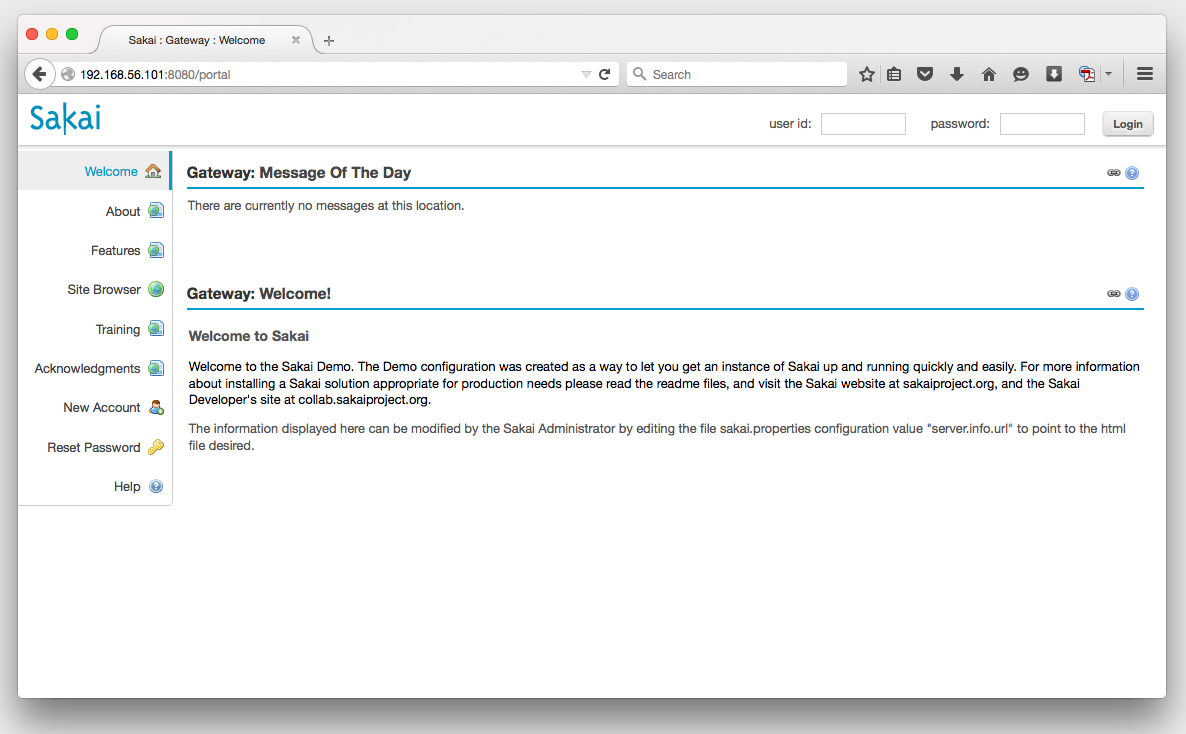 Sakai : Gateway : Welcome
192.168.56.101:8080/portal
Search
Sakai
user id:
password:
Login
Welcome
About
Features
Site Browser
Training
Acknowledgments
New Account
Reset Password
Help
Gateway: Message Of The Day
There are currently no messages at this location.
Gateway: Welcome!
Welcome to Sakai
Welcome to the Sakai Demo. The Demo configuration was created as a way to let you get an instance of Sakai up and running quickly and easily. For more information
about installing a Sakai solution appropriate for production needs please read the readme files, and visit the Sakai website at sakaiproject.org, and the Sakai
Developer's site at collab.sakaiproject.org.
The information displayed here can be modified by the Sakai Administrator by editing the file sakai.properties configuration value "server.info.url" to point to the html
file desired.